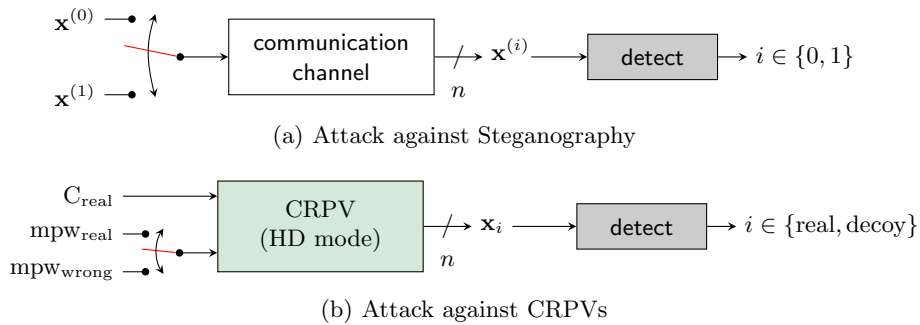 x⁽⁰⁾
x⁽¹⁾
communication
channel
n
x⁽ⁱ⁾
detect
i ∈ {0, 1}
(a) Attack against Steganography
C_real
mpw_real
mpw_wrong
CRPV
(HD mode)
n
x_i
detect
i ∈ {real, decoy}
(b) Attack against CRPVs